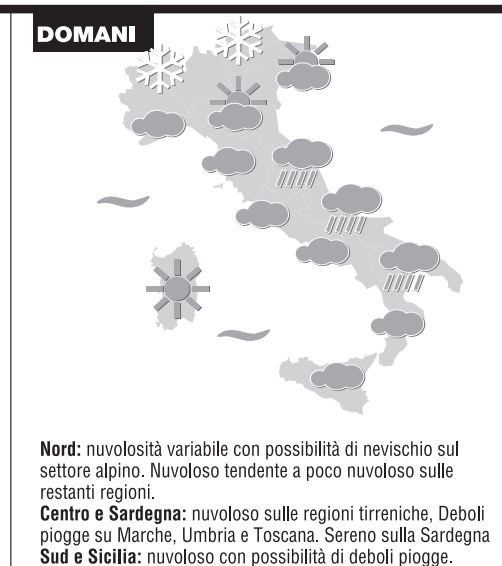 DOMANI
Nord: nuvolosità variabile con possibilità di nevischio sul
settore alpino. Nuvoloso tendente a poco nuvoloso sulle
restanti regioni.
Centro e Sardegna: nuvoloso sulle regioni tirreniche, Deboli
piogge su Marche, Umbria e Toscana. Sereno sulla Sardegna
Sud e Sicilia: nuvoloso con possibilità di deboli piogge.